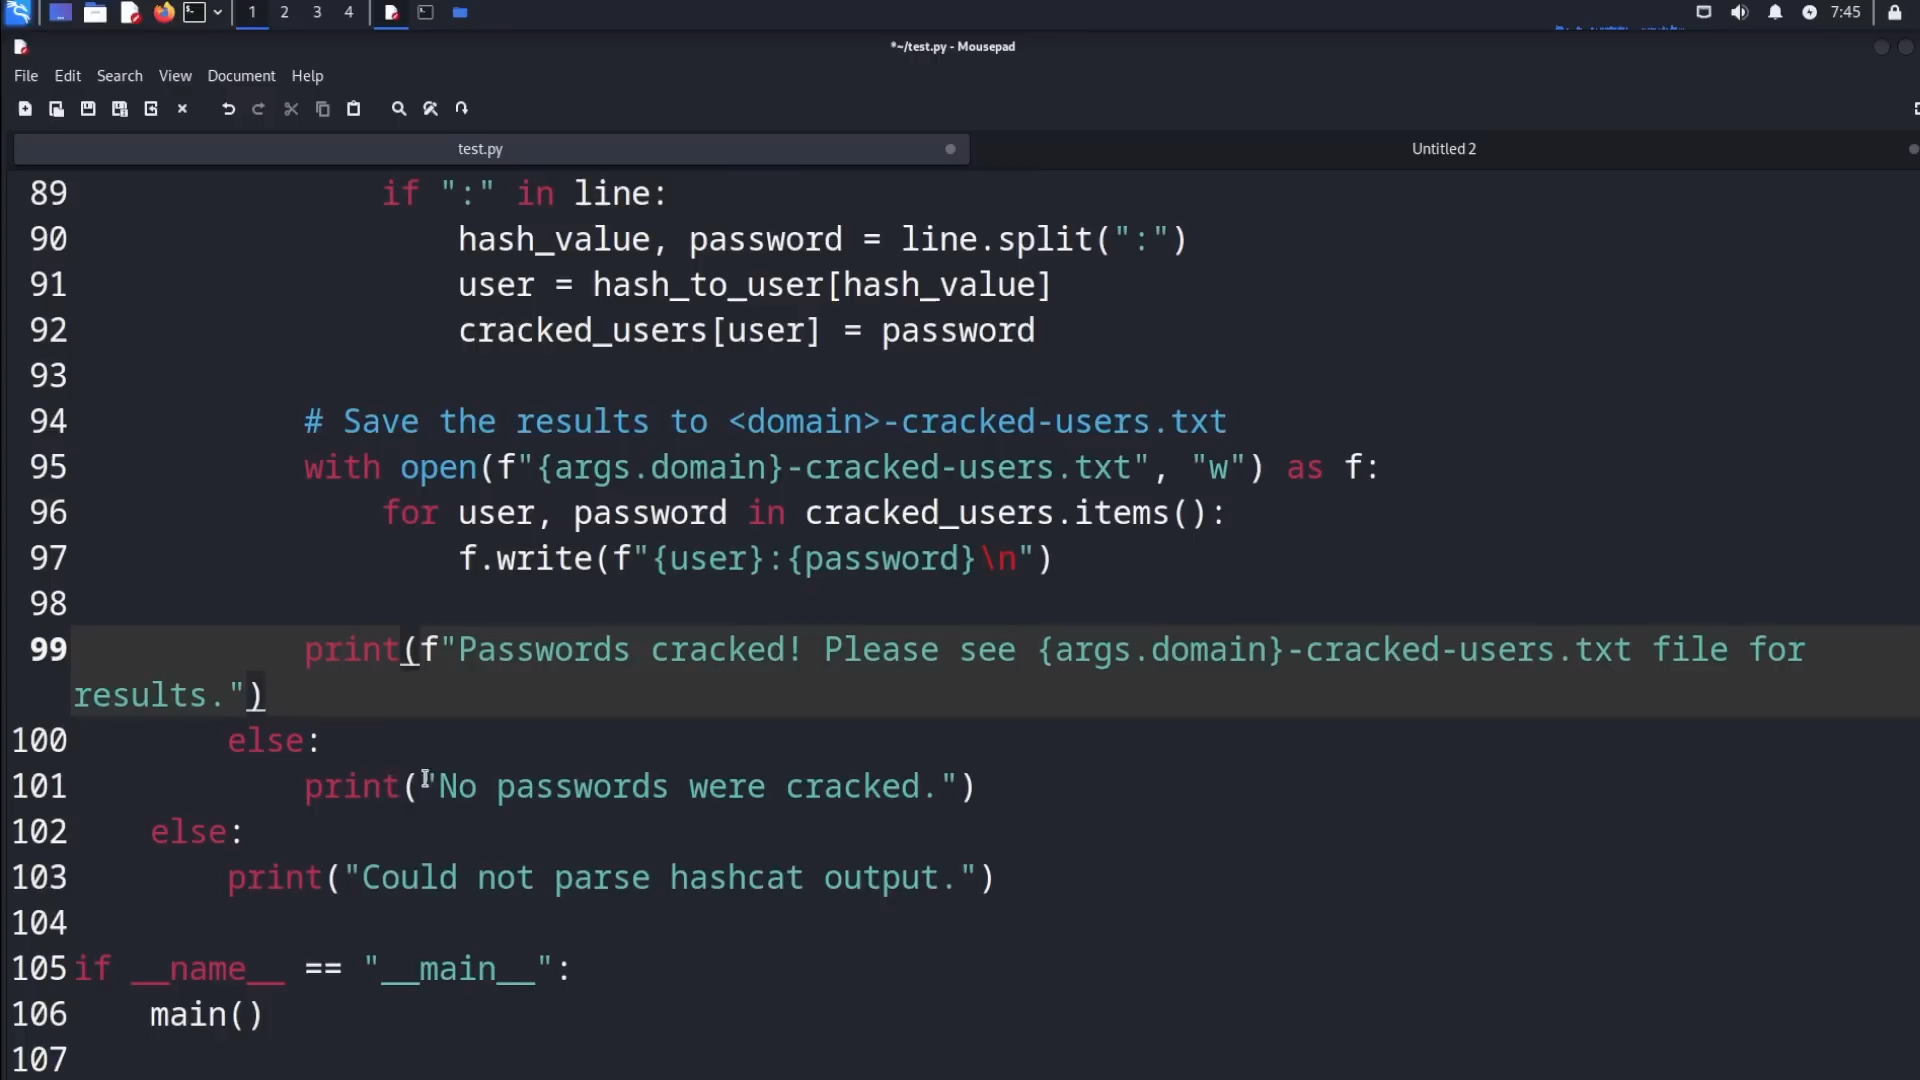 1 2 3 4 7:45
*~/test.py - Mousepad
File Edit Search View Document Help
test.py Untitled 2
89 if ":" in line:
90 hash_value, password = line.split(":")
91 user = hash_to_user[hash_value]
92 cracked_users[user] = password
93
94 # Save the results to <domain>-cracked-users.txt
95 with open(f"{args.domain}-cracked-users.txt", "w") as f:
96 for user, password in cracked_users.items():
97 f.write(f"{user}:{password}\n")
98
99 print(f"Passwords cracked! Please see {args.domain}-cracked-users.txt file for
results.")
100 else:
101 print("No passwords were cracked.")
102 else:
103 print("Could not parse hashcat output.")
104
105 if __name__ == "__main__":
106 main()
107